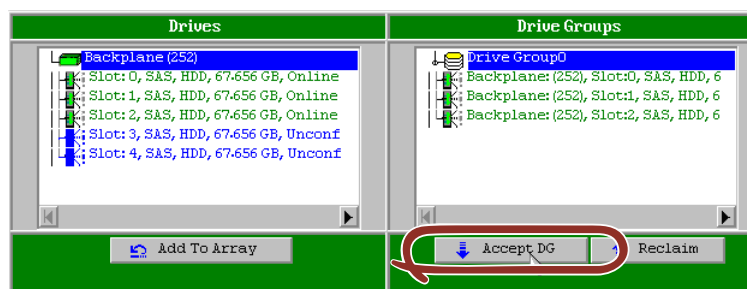 Drives
Backplane (252)
Slot: 0, SAS, HDD, 67.656 GB, Online
Slot: 1, SAS, HDD, 67.656 GB, Online
Slot: 2, SAS, HDD, 67.656 GB, Online
Slot: 3, SAS, HDD, 67.656 GB, Unconf
Slot: 4, SAS, HDD, 67.656 GB, Unconf
Add To Array
Drive Groups
Drive Group0
Backplane: (252), Slot:0, SAS, HDD, 6
Backplane: (252), Slot:1, SAS, HDD, 6
Backplane: (252), Slot:2, SAS, HDD, 6
Accept DG
Reclaim